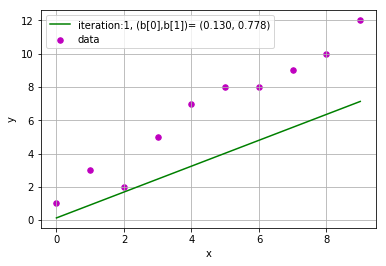 iteration:1, (b[0],b[1])= (0.130, 0.778)
data
12
10
8
6
4
2
0
y
0 2 4 6 8
x